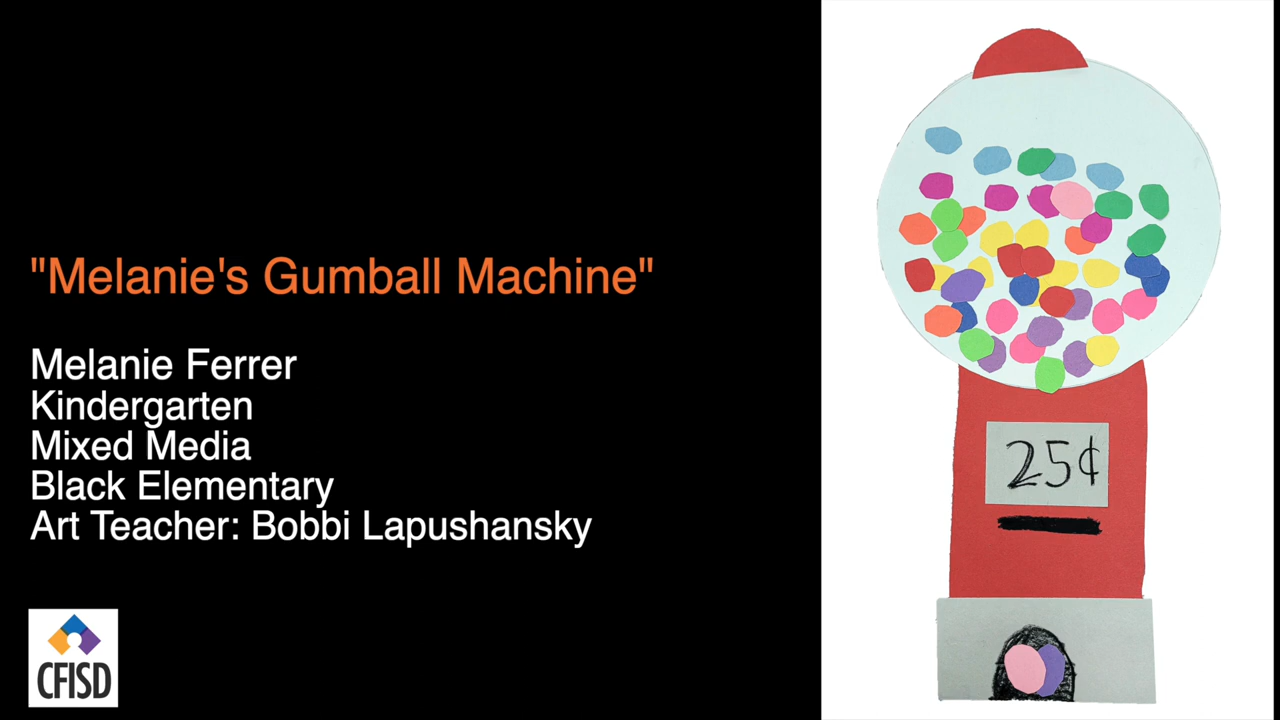 "Melanie's Gumball Machine"
Melanie Ferrer
Kindergarten
Mixed Media
Black Elementary
Art Teacher: Bobbi Lapushansky
CFISD
25¢